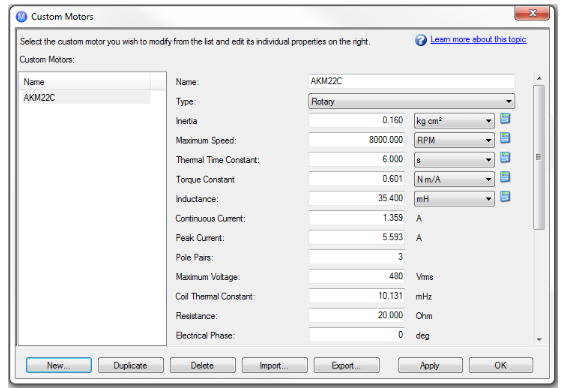 Custom Motors
Select the custom motor you wish to modify from the list and edit its individual properties on the right.
Learn more about this topic
Custom Motors:
Name
AKM22C
Name: AKM22C
Type: Rotary
Inertia 0.160 kg cm²
Maximum Speed: 8000.000 RPM
Thermal Time Constant: 6.000 s
Torque Constant 0.601 N m/A
Inductance: 35.400 mH
Continuous Current: 1.359 A
Peak Current: 5.593 A
Pole Pairs: 3
Maximum Voltage: 480 Vrms
Coil Thermal Constant: 10.131 mHz
Resistance: 20.000 Ohm
Electrical Phase: 0 deg
New... Duplicate Delete Import... Export... Apply OK